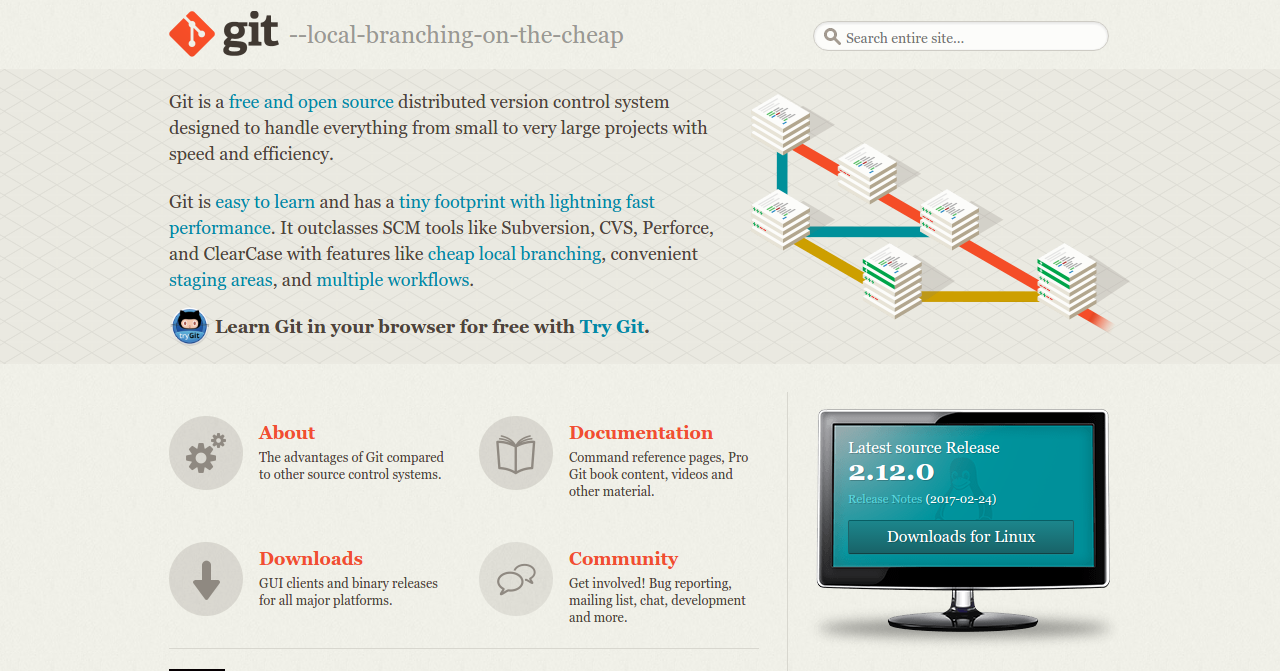 git --local-branching-on-the-cheap
Search entire site...
Git is a free and open source distributed version control system
designed to handle everything from small to very large projects with
speed and efficiency.
Git is easy to learn and has a tiny footprint with lightning fast
performance. It outclasses SCM tools like Subversion, CVS, Perforce,
and ClearCase with features like cheap local branching, convenient
staging areas, and multiple workflows.
try Git
Learn Git in your browser for free with Try Git.
About
The advantages of Git compared
to other source control systems.
Documentation
Command reference pages, Pro
Git book content, videos and
other material.
Downloads
GUI clients and binary releases
for all major platforms.
Community
Get involved! Bug reporting,
mailing list, chat, development
and more.
Latest source Release
2.12.0
Release Notes (2017-02-24)
Downloads for Linux